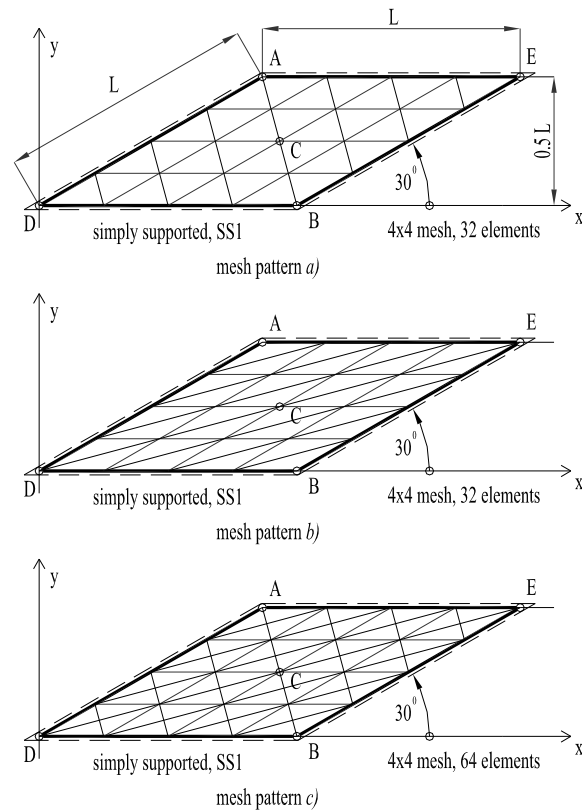 y
L
A
E
L
C
0.5 L
30⁰
D
B
x
simply supported, SS1
4x4 mesh, 32 elements
mesh pattern a)
y
A
E
C
30⁰
D
B
x
simply supported, SS1
4x4 mesh, 32 elements
mesh pattern b)
y
A
E
C
30⁰
D
B
x
simply supported, SS1
4x4 mesh, 64 elements
mesh pattern c)